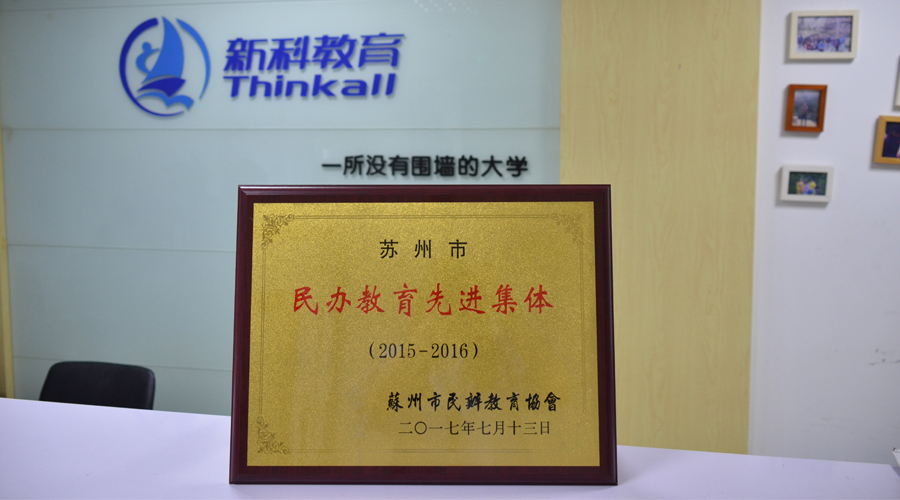 新科教育
Thinkall
一所没有围墙的大学
苏州市
民办教育先进集体
(2015-2016)
蘇州市民辦教育協會
二〇一七年七月十三日